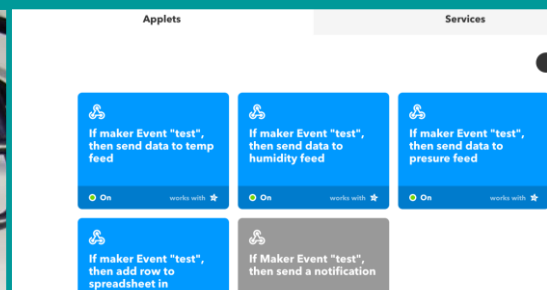 Applets
Services
If maker Event "test",
then send data to temp
feed
On
works with
If maker Event "test",
then send data to
humidity feed
On
works with
If maker Event "test",
then send data to
presure feed
On
works with
If maker Event "test",
then add row to
spreadsheet in
If Maker Event "test",
then send a notification